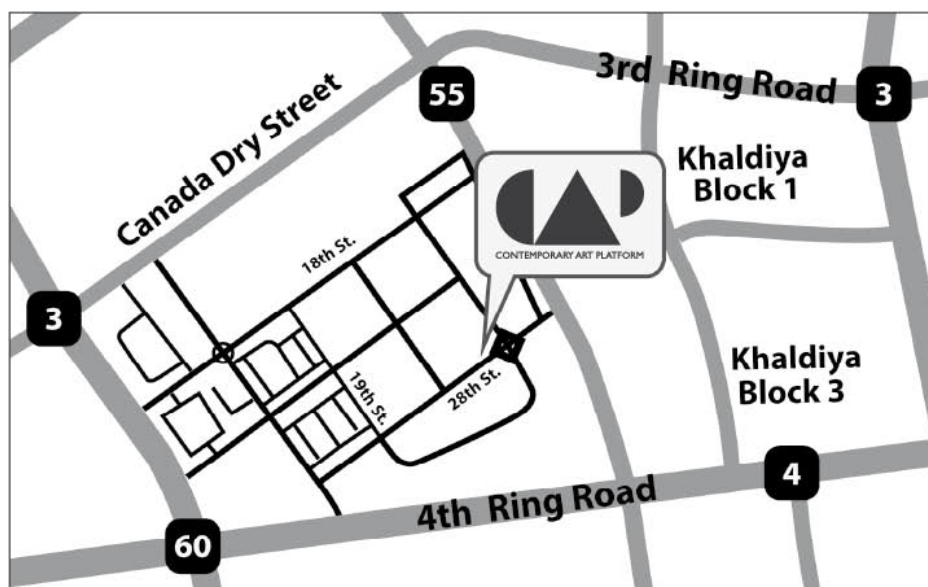 3rd Ring Road
3
55
Canada Dry Street
Khaldiya
Block 1
CAP
CONTEMPORARY ART PLATFORM
18th St.
3
Khaldiya
Block 3
19th St.
28th St.
4
4th Ring Road
60